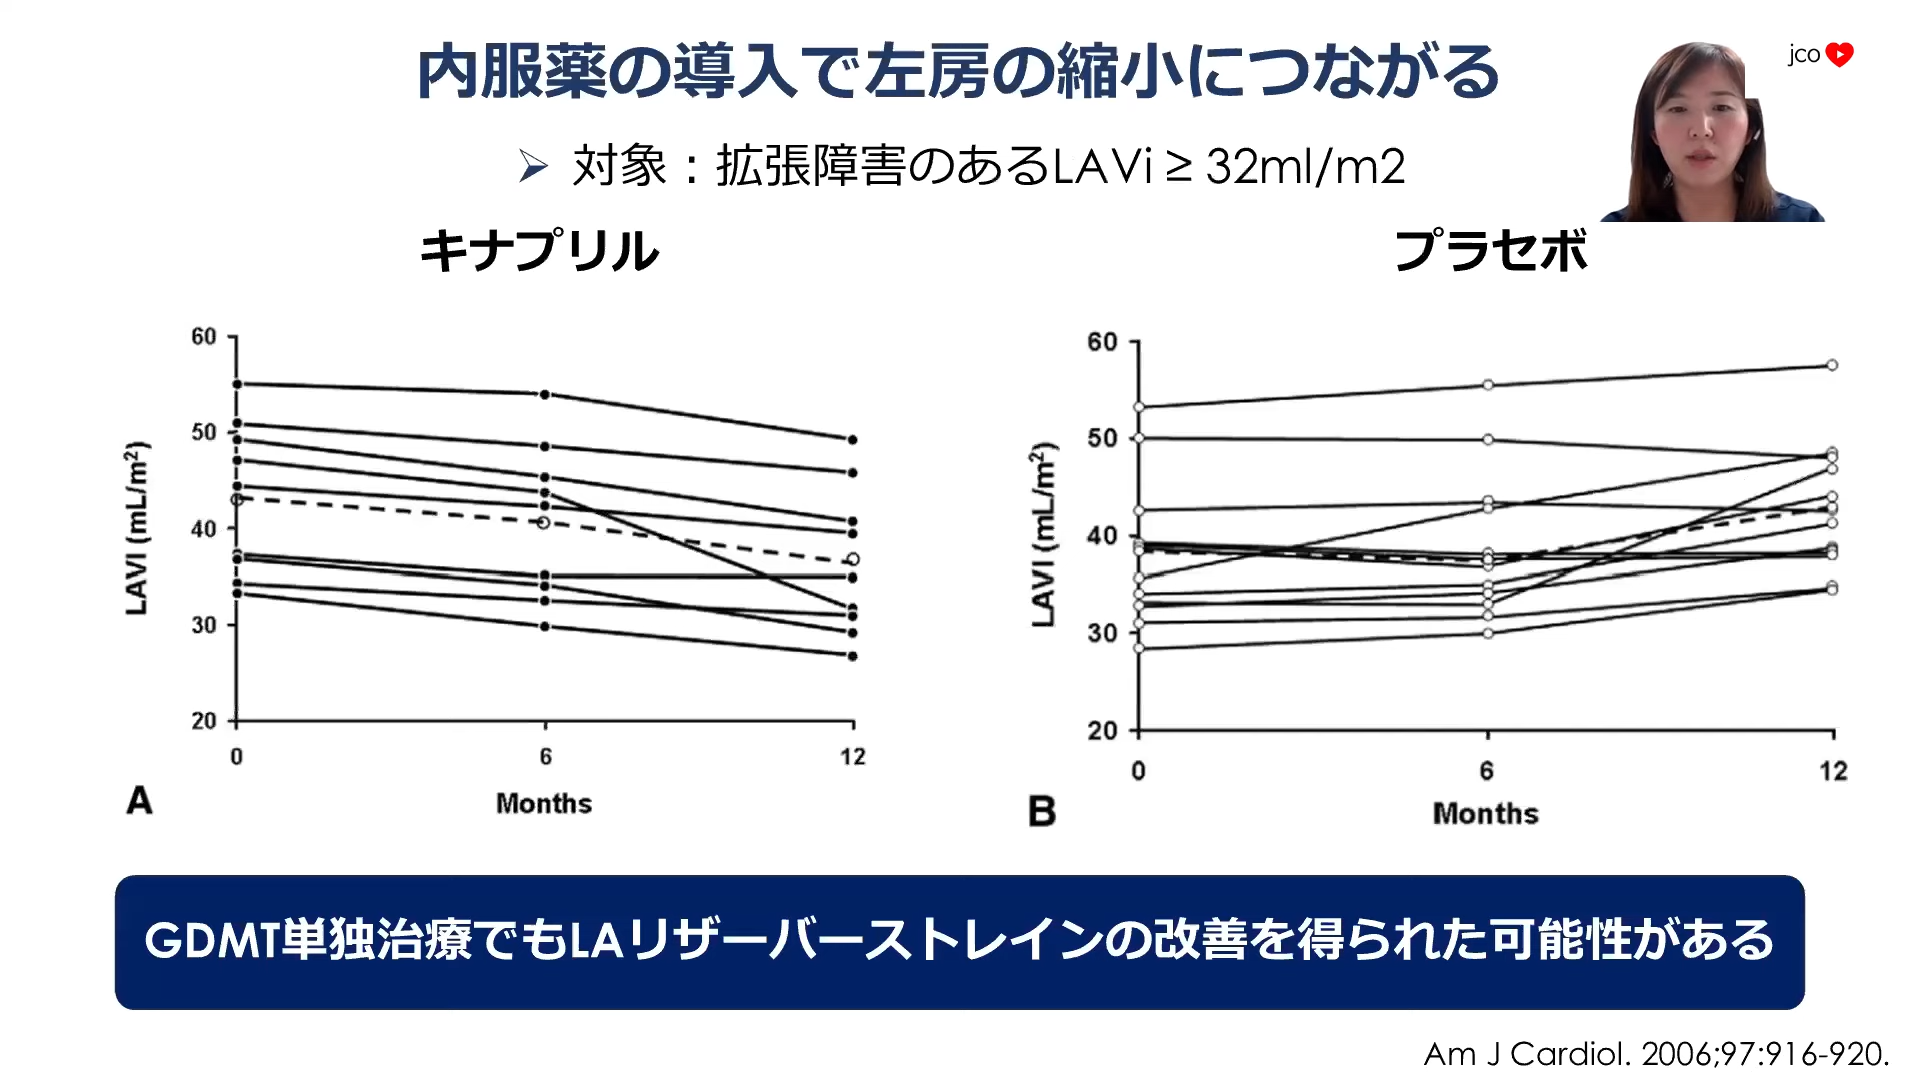 内服薬の導入で左房の縮小につながる
jco
➢ 対象：拡張障害のあるLAVi ≥ 32ml/m2
キナプリル
プラセボ
60
50
40
30
20
LAVI (mL/m²)
0 6 12
Months
A
60
50
40
30
20
LAVI (mL/m²)
0 6 12
Months
B
GDMT単独治療でもLAリザーバーストレインの改善を得られた可能性がある
Am J Cardiol. 2006;97:916-920.